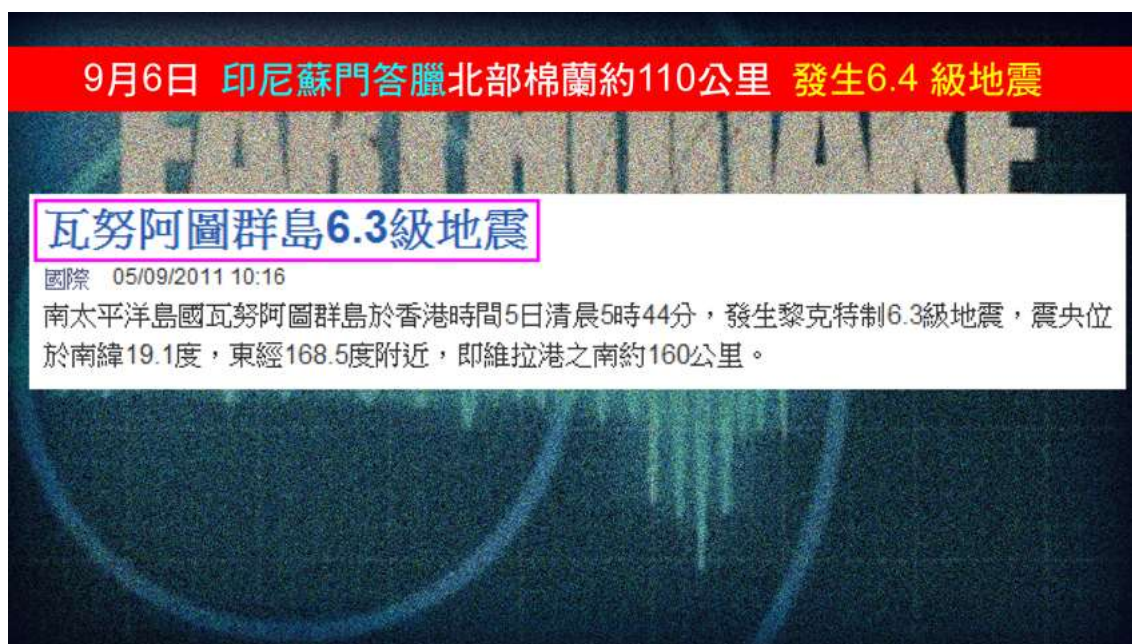 9月6日 印尼蘇門答臘北部棉蘭約110公里 發生6.4 級地震
EARTHQUAKE
瓦努阿圖群島6.3級地震
國際 05/09/2011 10:16
南太平洋島國瓦努阿圖群島於香港時間5日清晨5時44分，發生黎克特制6.3級地震，震央位
於南緯19.1度，東經168.5度附近，即維拉港之南約160公里。